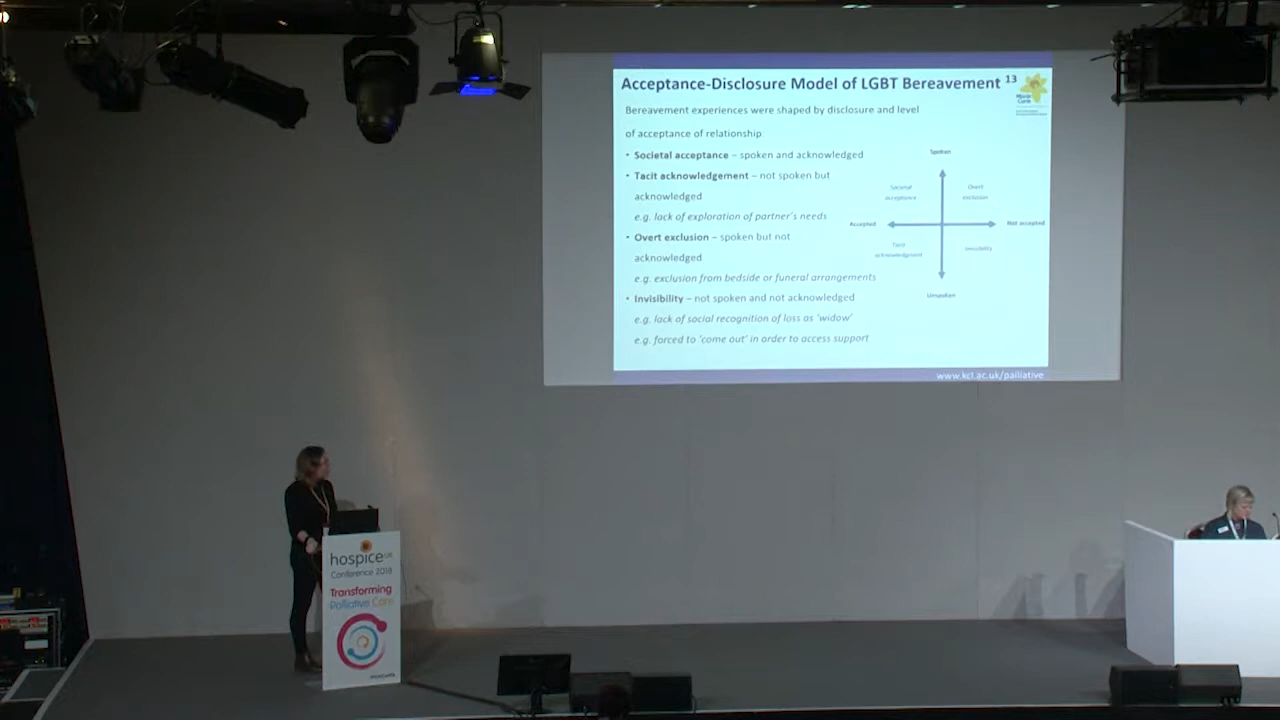 Acceptance-Disclosure Model of LGBT Bereavement 13
Marie
Curie
Bereavement experiences were shaped by disclosure and level
of acceptance of relationship
• Societal acceptance – spoken and acknowledged
• Tacit acknowledgement – not spoken but
acknowledged
e.g. lack of exploration of partner's needs
• Overt exclusion – spoken but not
acknowledged
e.g. exclusion from bedside or funeral arrangements
• Invisibility – not spoken and not acknowledged
e.g. lack of social recognition of loss as 'widow'
e.g. forced to 'come out' in order to access support
Spoken
Societal
acceptance
Overt
exclusion
Accepted
Not accepted
Tacit
acknowledgment
Invisibility
Unspoken
www.kcl.ac.uk/palliative
hospice UK
Conference 2018
Transforming
Palliative Care